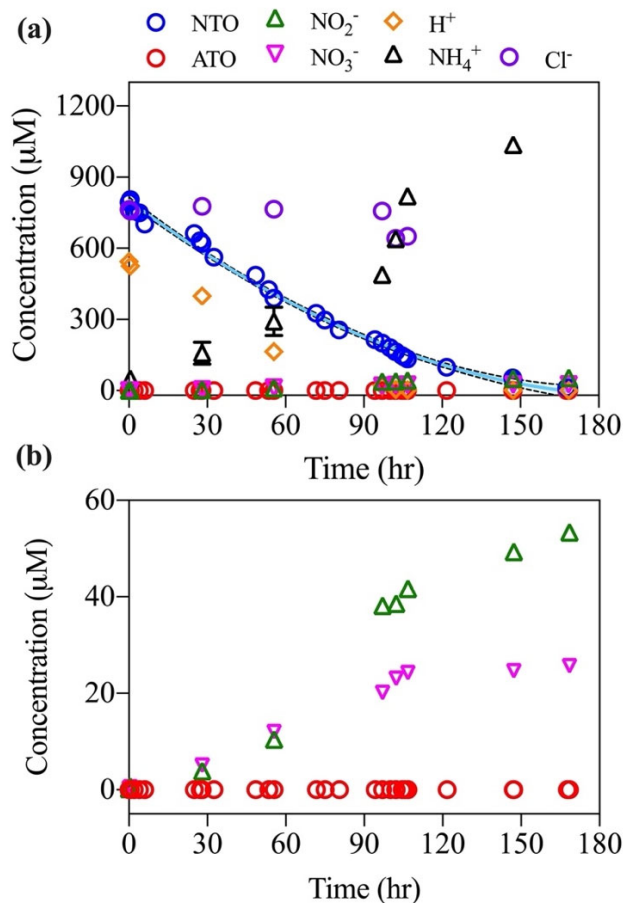 (a)
NTO NO₂⁻ H⁺
ATO NO₃⁻ NH₄⁺ Cl⁻
Concentration (µM)
1200
900
600
300
0
0 30 60 90 120 150 180
Time (hr)
(b)
Concentration (µM)
60
40
20
0
0 30 60 90 120 150 180
Time (hr)